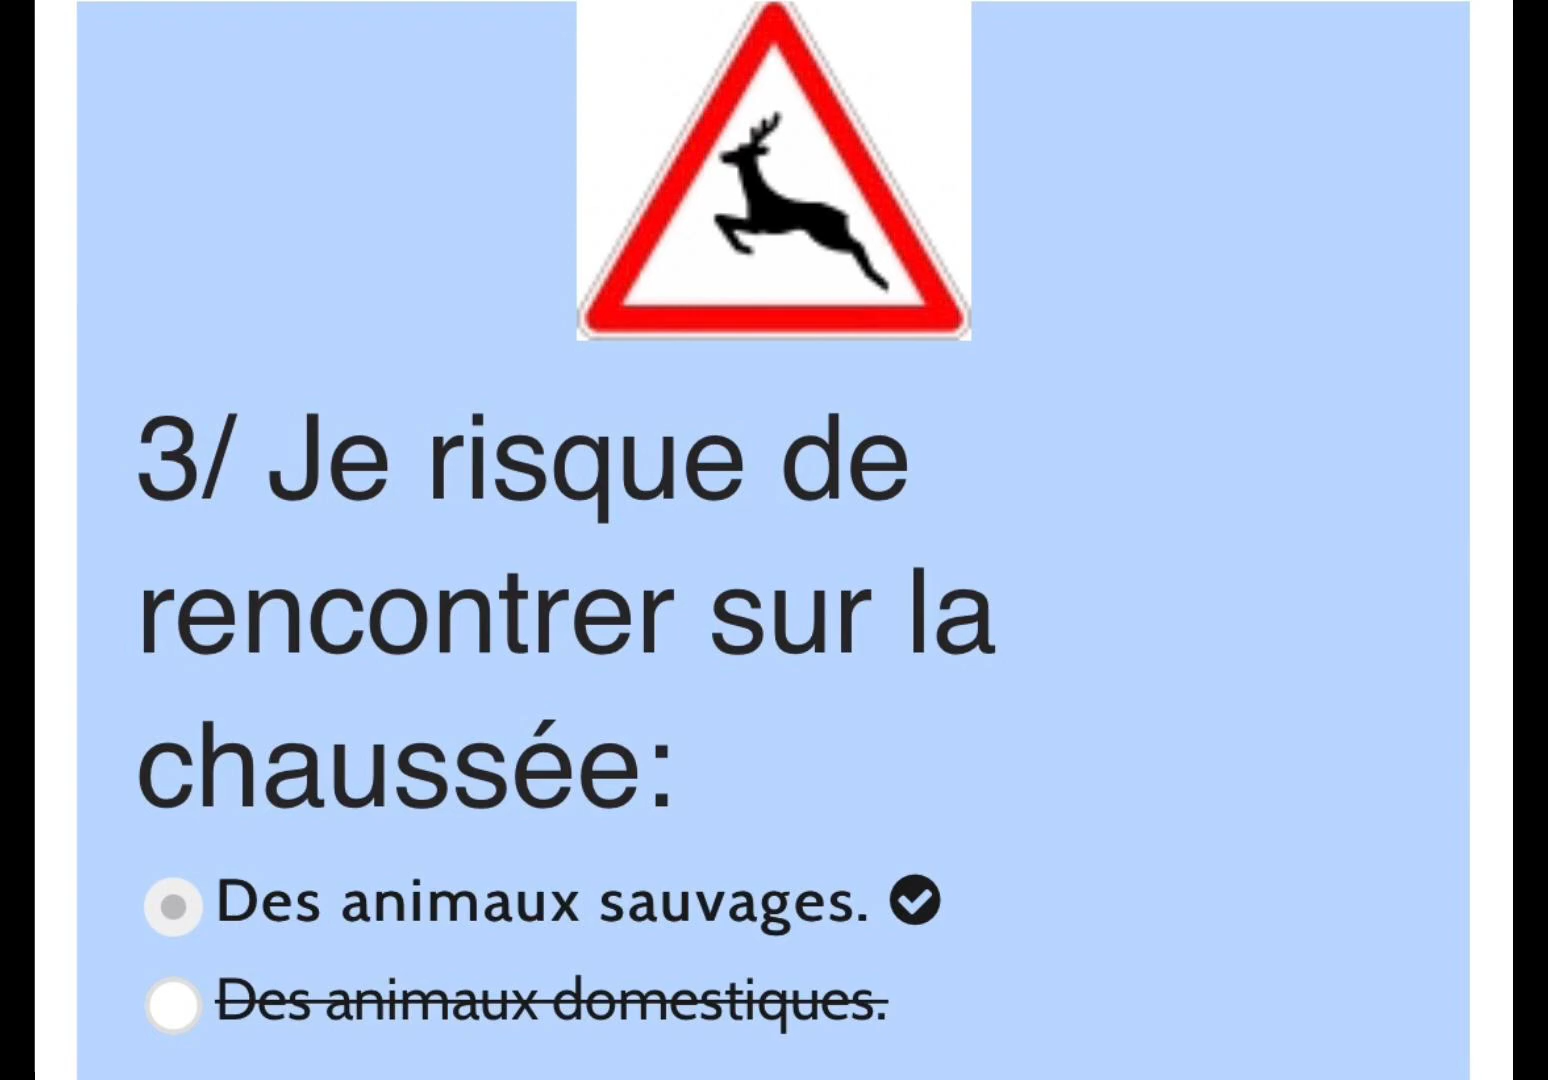 3/ Je risque de
rencontrer sur la
chaussée:
Des animaux sauvages.
Des animaux domestiques.